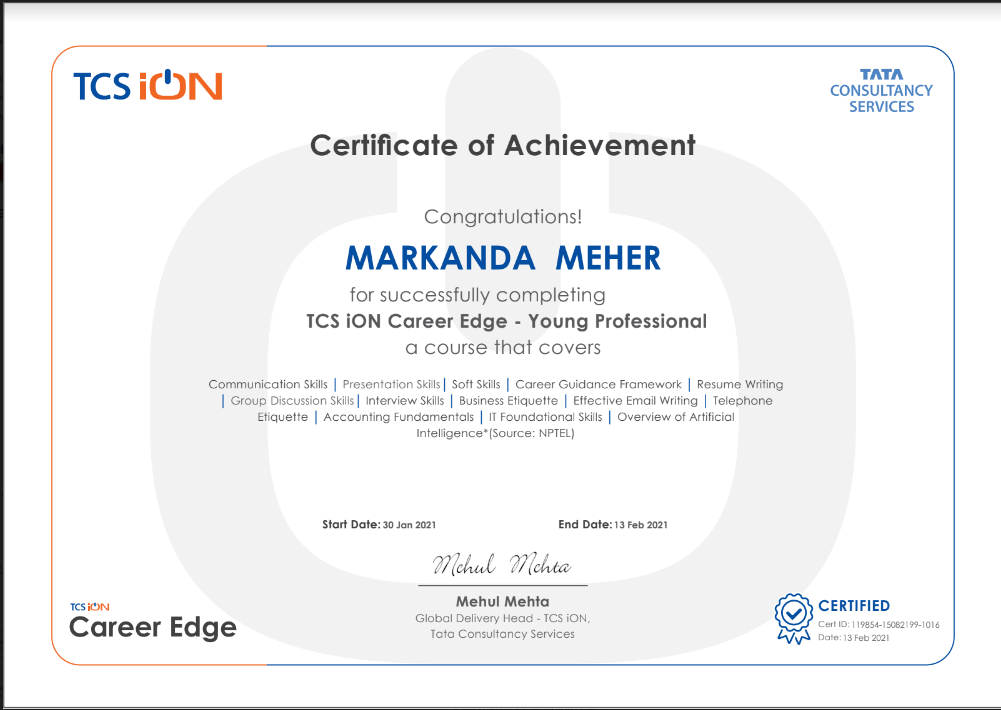 TCS iON
TATA
CONSULTANCY
SERVICES
Certificate of Achievement
Congratulations!
MARKANDA MEHER
for successfully completing
TCS iON Career Edge - Young Professional
a course that covers
Communication Skills | Presentation Skills | Soft Skills | Career Guidance Framework | Resume Writing
| Group Discussion Skills | Interview Skills | Business Etiquette | Effective Email Writing | Telephone
Etiquette | Accounting Fundamentals | IT Foundational Skills | Overview of Artificial
Intelligence*(Source: NPTEL)
Start Date: 30 Jan 2021 End Date: 13 Feb 2021
Mehul Mehta
Mehul Mehta
Global Delivery Head - TCS iON,
Tata Consultancy Services
TCS iON
Career Edge
CERTIFIED
Cert ID: 119854-15082199-1016
Date: 13 Feb 2021